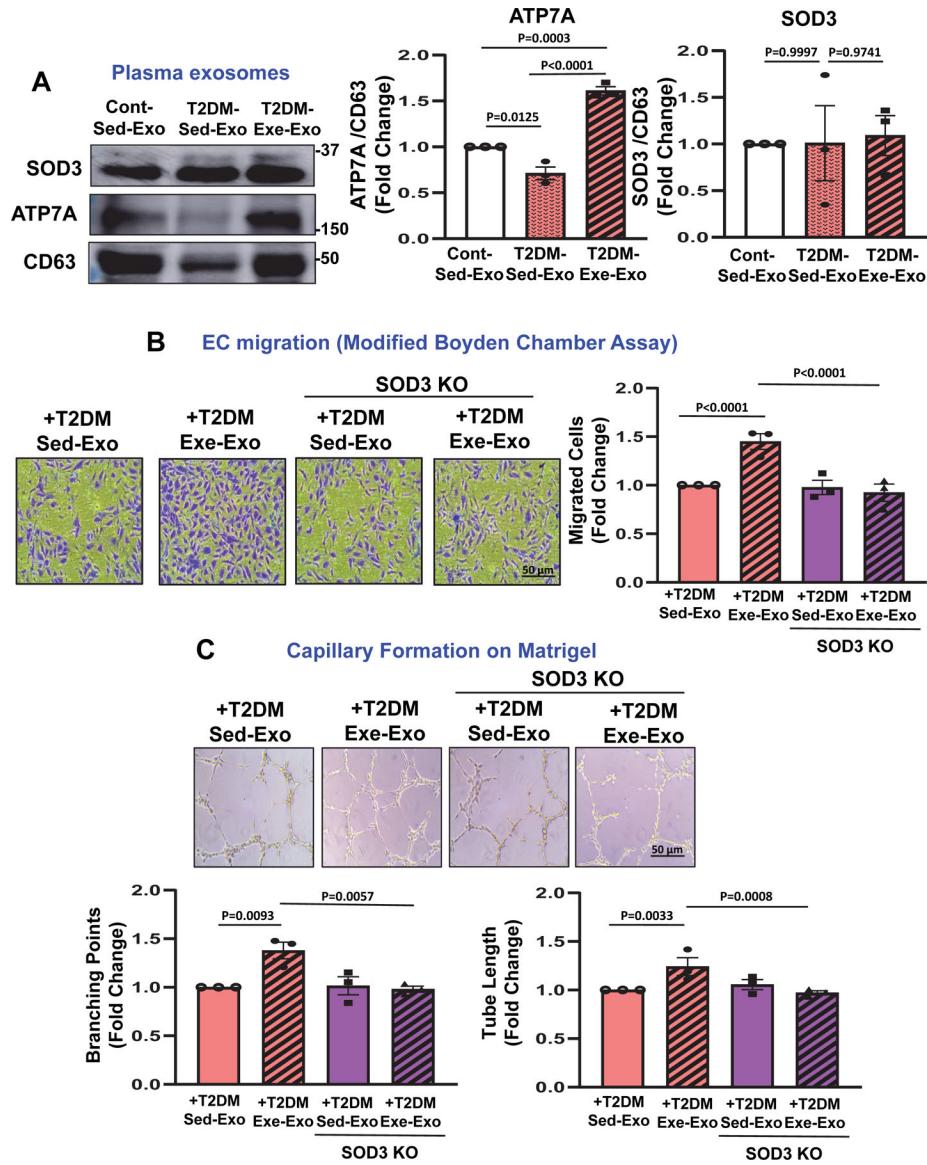 A
Plasma exosomes
Cont-
Sed-Exo
T2DM-
Sed-Exo
T2DM-
Exe-Exo
SOD3
-37
ATP7A
-150
CD63
-50
ATP7A
P=0.0003
P<0.0001
P=0.0125
ATP7A /CD63
(Fold Change)
2.0
1.5
1.0
0.5
0.0
Cont-
Sed-Exo
T2DM-
Sed-Exo
T2DM-
Exe-Exo
SOD3
P=0.9997
P=0.9741
SOD3 /CD63
(Fold Change)
2.0
1.5
1.0
0.5
0.0
Cont-
Sed-Exo
T2DM-
Sed-Exo
T2DM-
Exe-Exo
B
EC migration (Modified Boyden Chamber Assay)
SOD3 KO
+T2DM
Sed-Exo
+T2DM
Exe-Exo
+T2DM
Sed-Exo
+T2DM
Exe-Exo
50 µm
P<0.0001
P<0.0001
Migrated Cells
(Fold Change)
2.0
1.5
1.0
0.5
0.0
+T2DM
Sed-Exo
+T2DM
Exe-Exo
+T2DM
Sed-Exo
+T2DM
Exe-Exo
SOD3 KO
C
Capillary Formation on Matrigel
SOD3 KO
+T2DM
Sed-Exo
+T2DM
Exe-Exo
+T2DM
Sed-Exo
+T2DM
Exe-Exo
50 µm
P=0.0057
P=0.0093
Branching Points
(Fold Change)
2.0
1.5
1.0
0.5
0.0
+T2DM
Sed-Exo
+T2DM
Exe-Exo
+T2DM
Sed-Exo
+T2DM
Exe-Exo
SOD3 KO
P=0.0008
P=0.0033
Tube Length
(Fold Change)
2.0
1.5
1.0
0.5
0.0
+T2DM
Sed-Exo
+T2DM
Exe-Exo
+T2DM
Sed-Exo
+T2DM
Exe-Exo
SOD3 KO